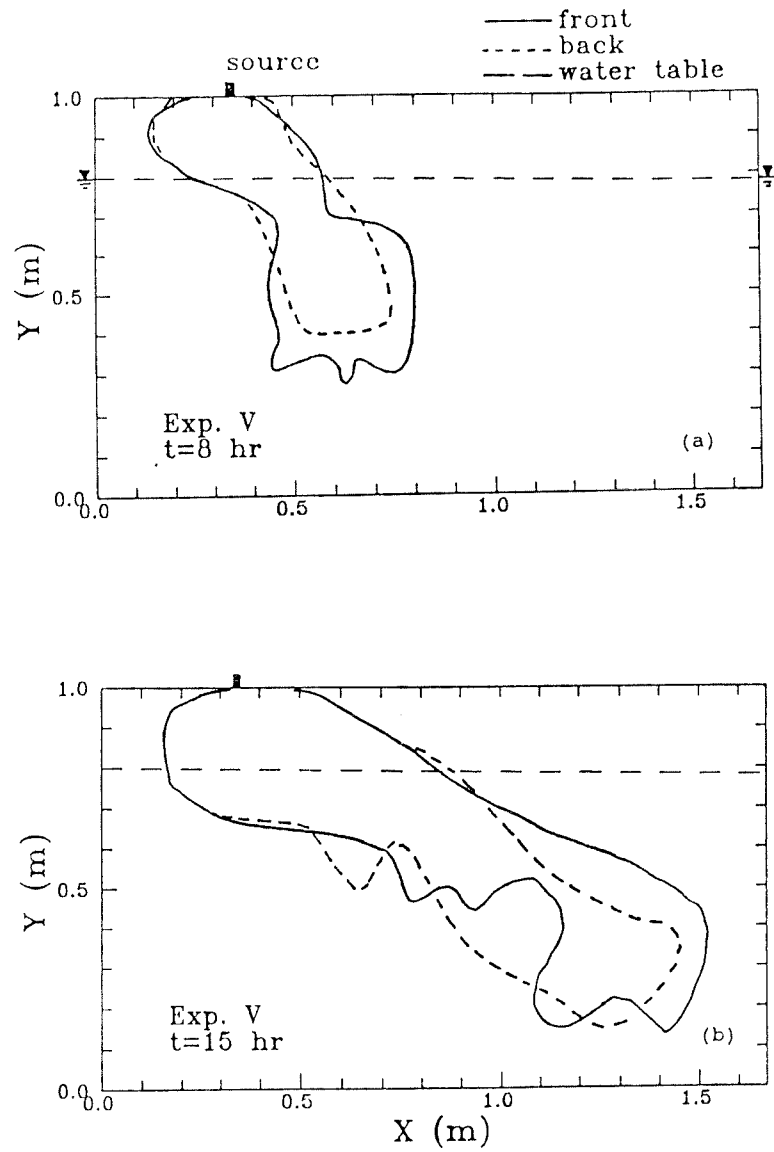 front
back
water table
source
1.0
0.5
0.0
Y (m)
Exp. V
t=8 hr
(a)
0.0
0.5
1.0
1.5
1.0
0.5
0.0
Y (m)
Exp. V
t=15 hr
(b)
0.0
0.5
1.0
1.5
X (m)